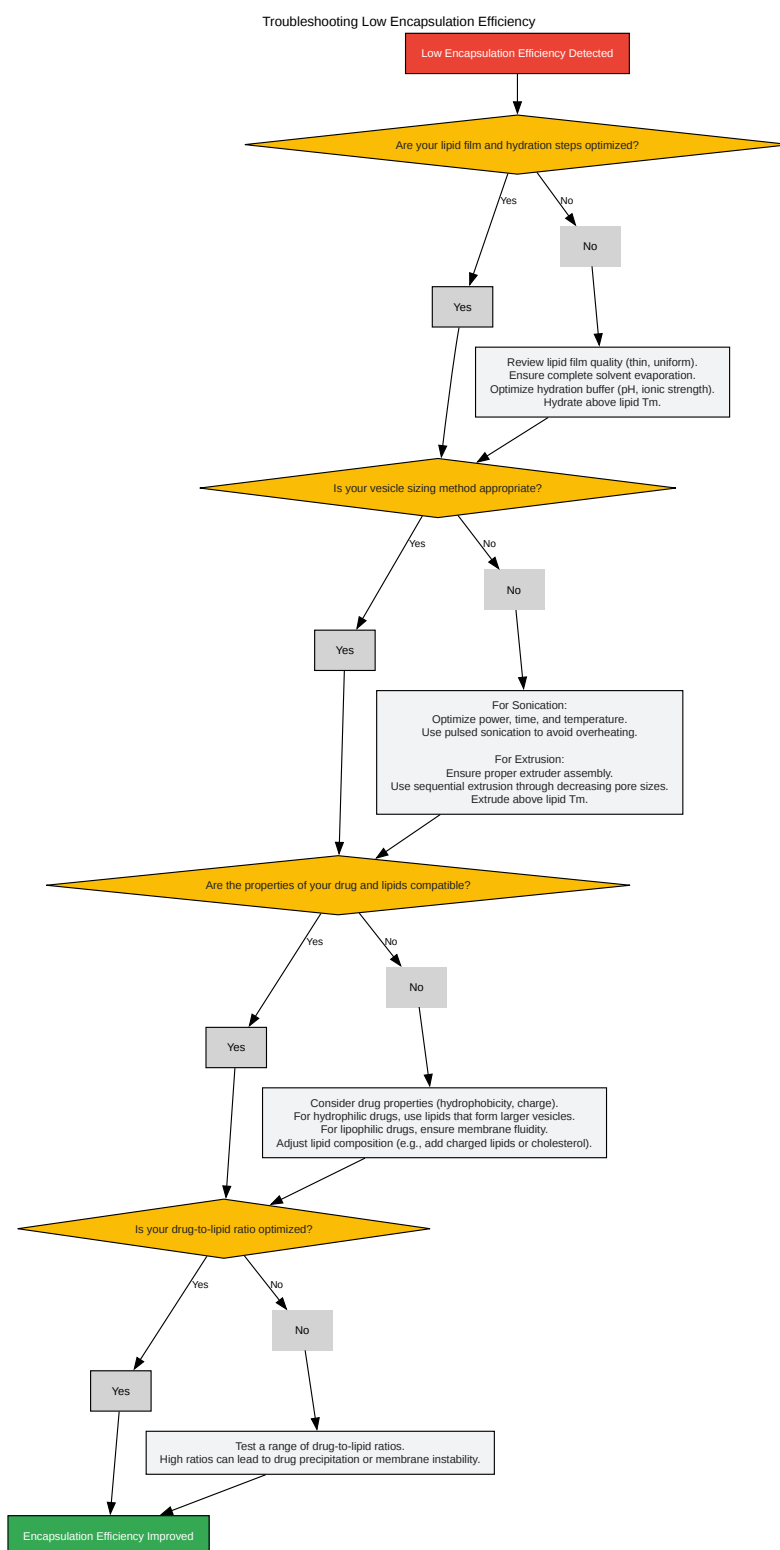 Troubleshooting Low Encapsulation Efficiency
Low Encapsulation Efficiency Detected
Are your lipid film and hydration steps optimized?
Yes
No
No
Yes
Review lipid film quality (thin, uniform).
Ensure complete solvent evaporation.
Optimize hydration buffer (pH, ionic strength).
Hydrate above lipid Tm.
Is your vesicle sizing method appropriate?
Yes
No
No
Yes
For Sonication:
Optimize power, time, and temperature.
Use pulsed sonication to avoid overheating.
For Extrusion:
Ensure proper extruder assembly.
Use sequential extrusion through decreasing pore sizes.
Extrude above lipid Tm.
Are the properties of your drug and lipids compatible?
Yes
No
No
Yes
Consider drug properties (hydrophobicity, charge).
For hydrophilic drugs, use lipids that form larger vesicles.
For lipophilic drugs, ensure membrane fluidity.
Adjust lipid composition (e.g., add charged lipids or cholesterol).
Is your drug-to-lipid ratio optimized?
Yes
No
No
Yes
Test a range of drug-to-lipid ratios.
High ratios can lead to drug precipitation or membrane instability.
Encapsulation Efficiency Improved